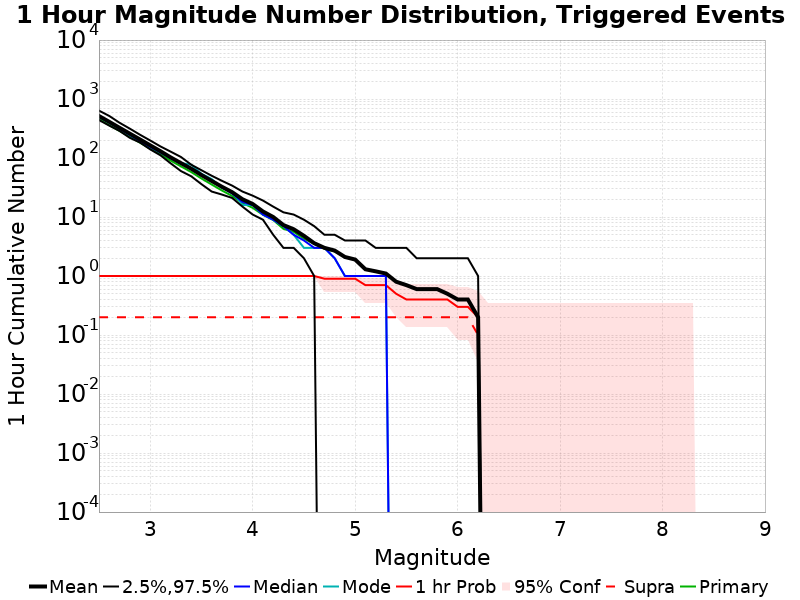 1 Hour Magnitude Number Distribution, Triggered Events
1 Hour Cumulative Number
10^4
10^3
10^2
10^1
10^0
10^-1
10^-2
10^-3
10^-4
3 4 5 6 7 8 9
Magnitude
Mean 2.5%,97.5% Median Mode 1 hr Prob 95% Conf Supra Primary